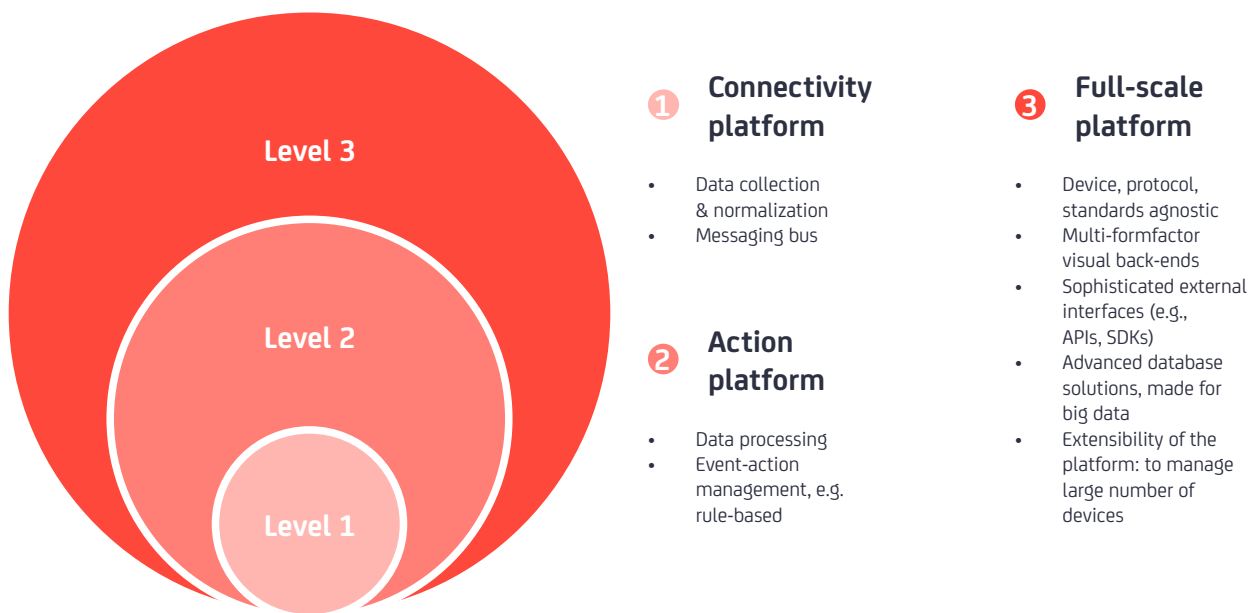 Level 3
Level 2
Level 1
1
Connectivity
platform
• Data collection
& normalization
• Messaging bus
2
Action
platform
• Data processing
• Event-action
management, e.g.
rule-based
3
Full-scale
platform
• Device, protocol,
standards agnostic
• Multi-formfactor
visual back-ends
• Sophisticated external
interfaces (e.g.,
APIs, SDKs)
• Advanced database
solutions, made for
big data
• Extensibility of the
platform: to manage
large number of
devices